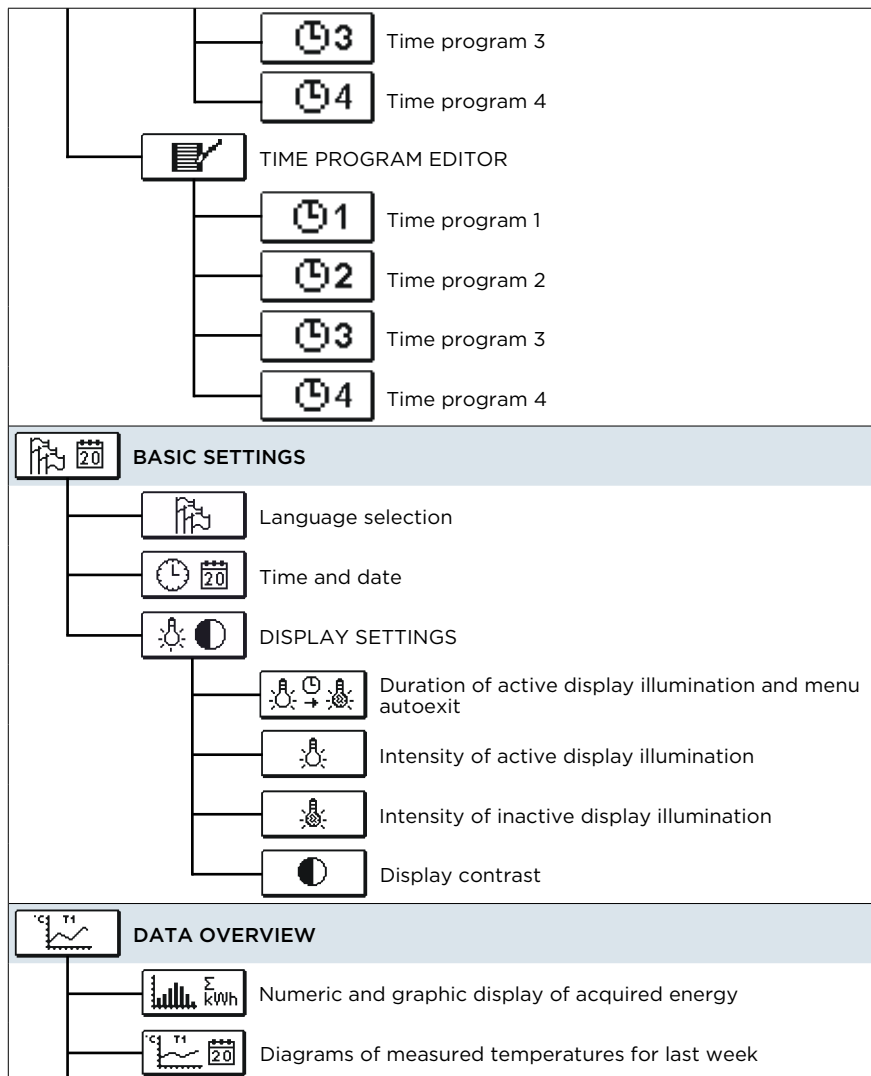 3 Time program 3
4 Time program 4
TIME PROGRAM EDITOR
1 Time program 1
2 Time program 2
3 Time program 3
4 Time program 4
20 BASIC SETTINGS
Language selection
20 Time and date
DISPLAY SETTINGS
Duration of active display illumination and menu
autoexit
Intensity of active display illumination
Intensity of inactive display illumination
Display contrast
°C T1 DATA OVERVIEW
Σ kWh Numeric and graphic display of acquired energy
°C T1 20 Diagrams of measured temperatures for last week